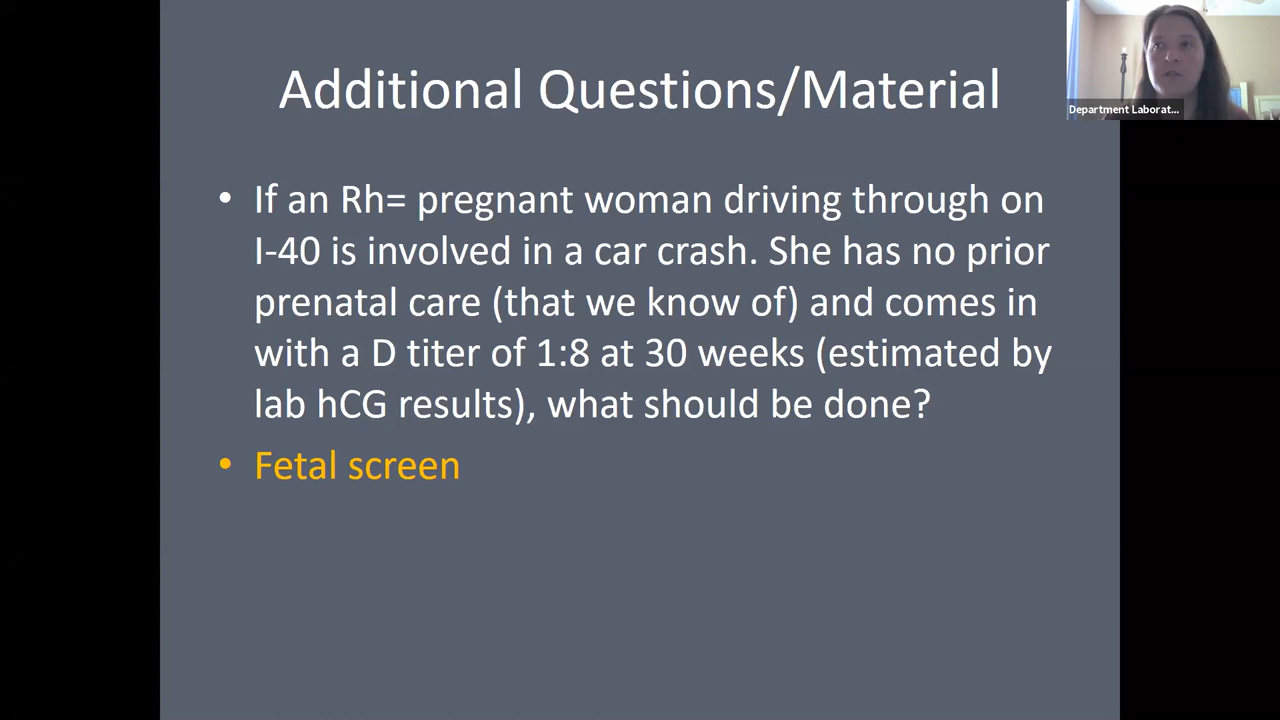 Additional Questions/Material
Department Laborat...
• If an Rh= pregnant woman driving through on
I-40 is involved in a car crash. She has no prior
prenatal care (that we know of) and comes in
with a D titer of 1:8 at 30 weeks (estimated by
lab hCG results), what should be done?
• Fetal screen